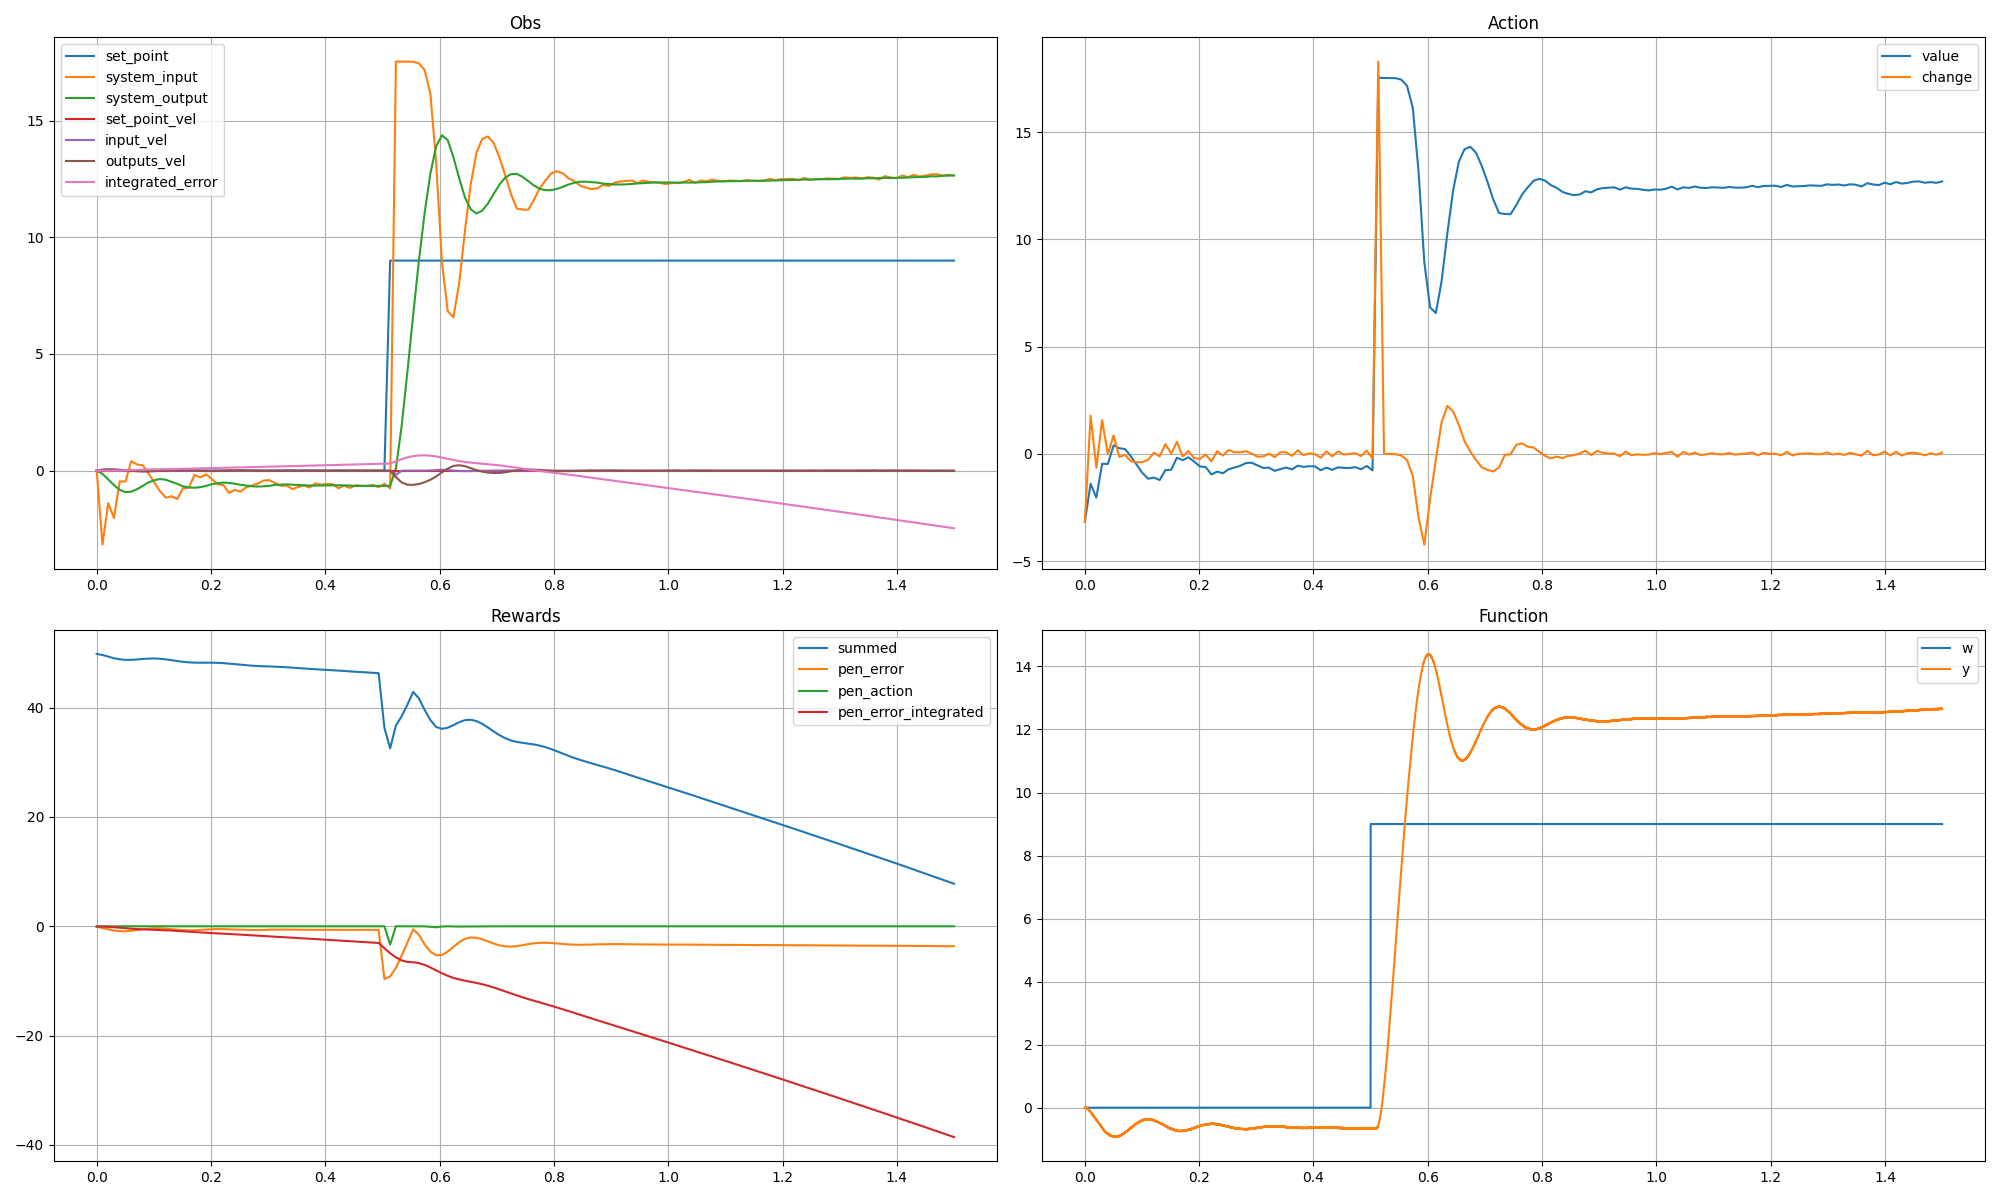 Obs
set_point
system_input
system_output
set_point_vel
input_vel
outputs_vel
integrated_error
15
10
5
0
0.0 0.2 0.4 0.6 0.8 1.0 1.2 1.4
Action
value
change
15
10
5
0
−5
0.0 0.2 0.4 0.6 0.8 1.0 1.2 1.4
Rewards
summed
pen_error
pen_action
pen_error_integrated
40
20
0
−20
−40
0.0 0.2 0.4 0.6 0.8 1.0 1.2 1.4
Function
w
y
14
12
10
8
6
4
2
0
0.0 0.2 0.4 0.6 0.8 1.0 1.2 1.4